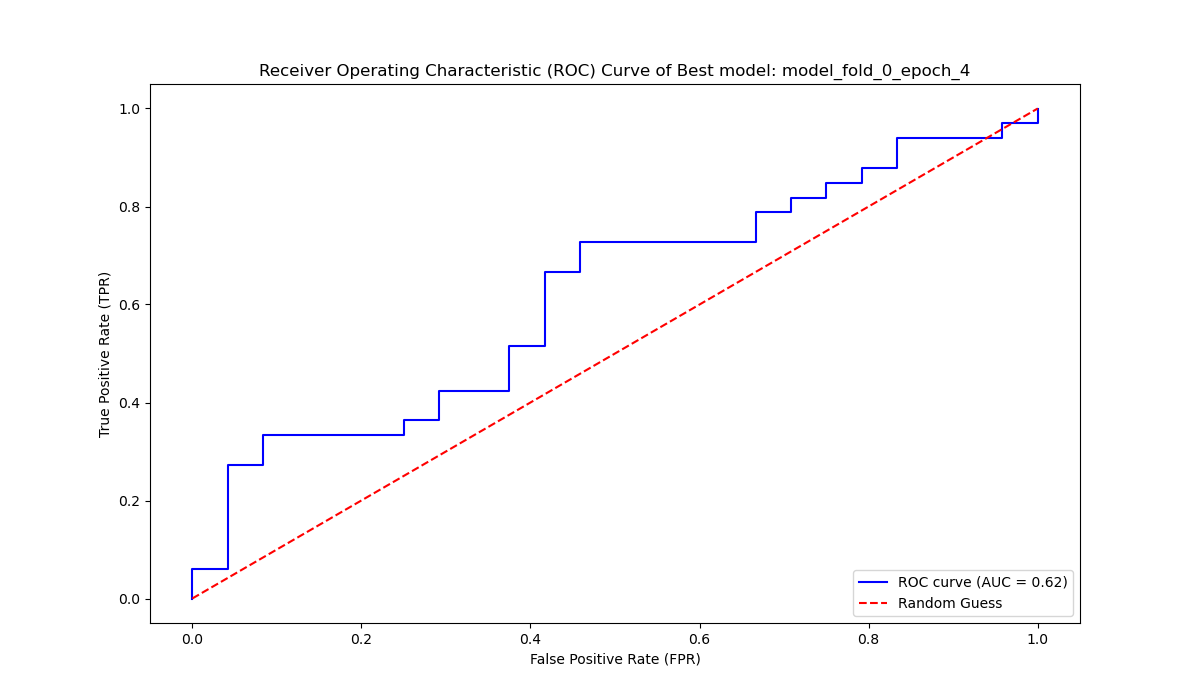 Receiver Operating Characteristic (ROC) Curve of Best model: model_fold_0_epoch_4
True Positive Rate (TPR)
1.0
0.8
0.6
0.4
0.2
0.0
ROC curve (AUC = 0.62)
Random Guess
0.0 0.2 0.4 0.6 0.8 1.0
False Positive Rate (FPR)